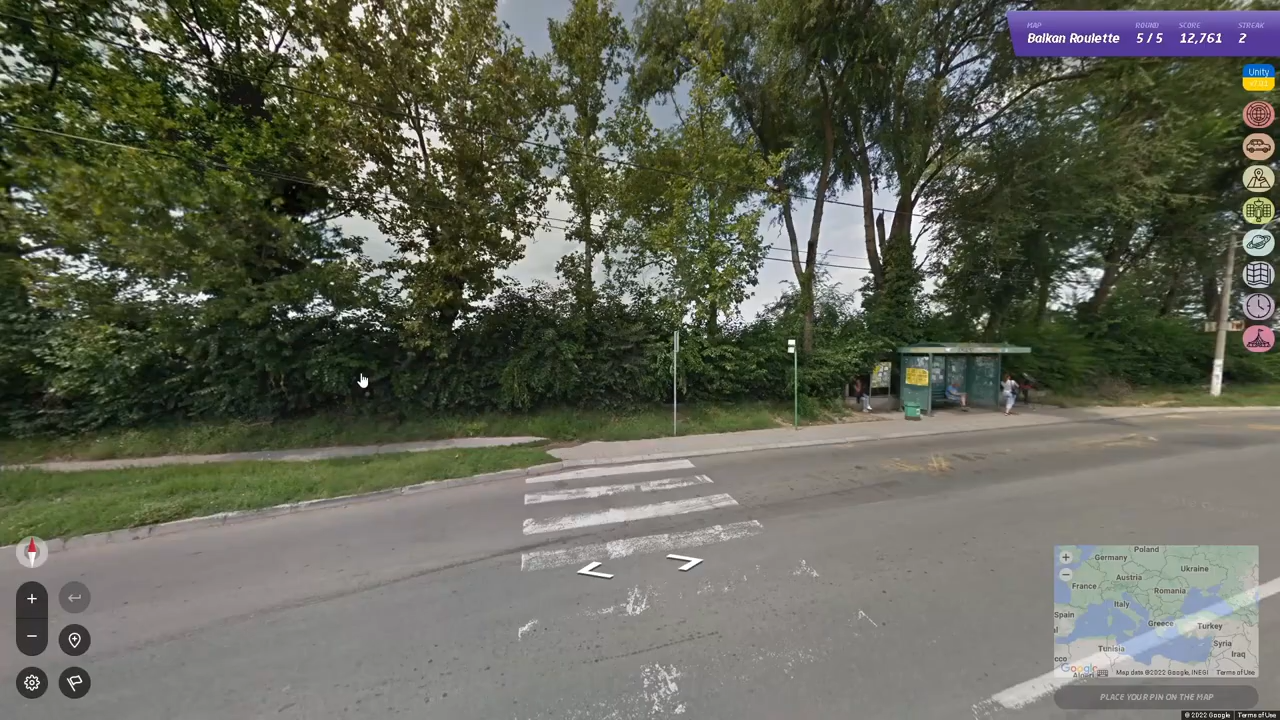 MAP
Balkan Roulette
ROUND
5 / 5
SCORE
12,761
STREAK
2
Unity
Poland
Germany
Ukraine
Austria
France
Romania
Italy
Spain
Greece
Turkey
Syria
Tunisia
Iraq
Google
Map data ©2022 Google, INEGI
Terms of Use
PLACE YOUR PIN ON THE MAP
© 2022 Google
Terms of Use